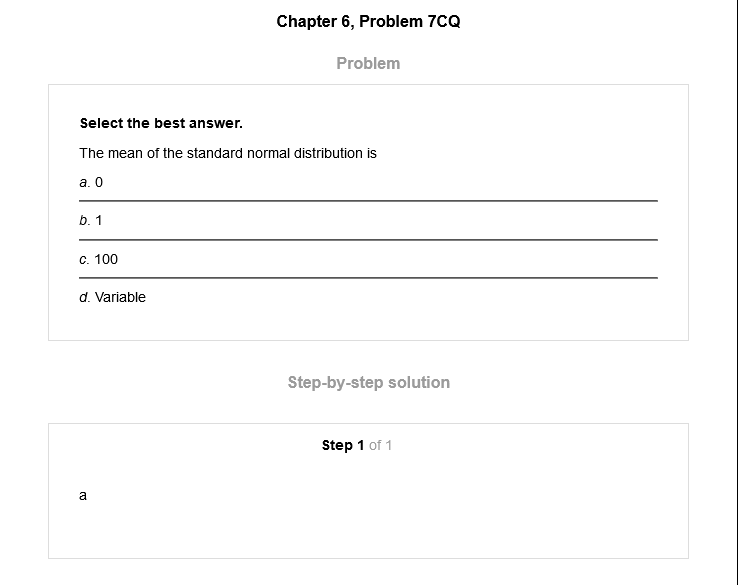 Chapter 6, Problem 7CQ
Problem
Select the best answer.
The mean of the standard normal distribution is
a. 0
b. 1
c. 100
d. Variable
Step-by-step solution
Step 1 of 1
a